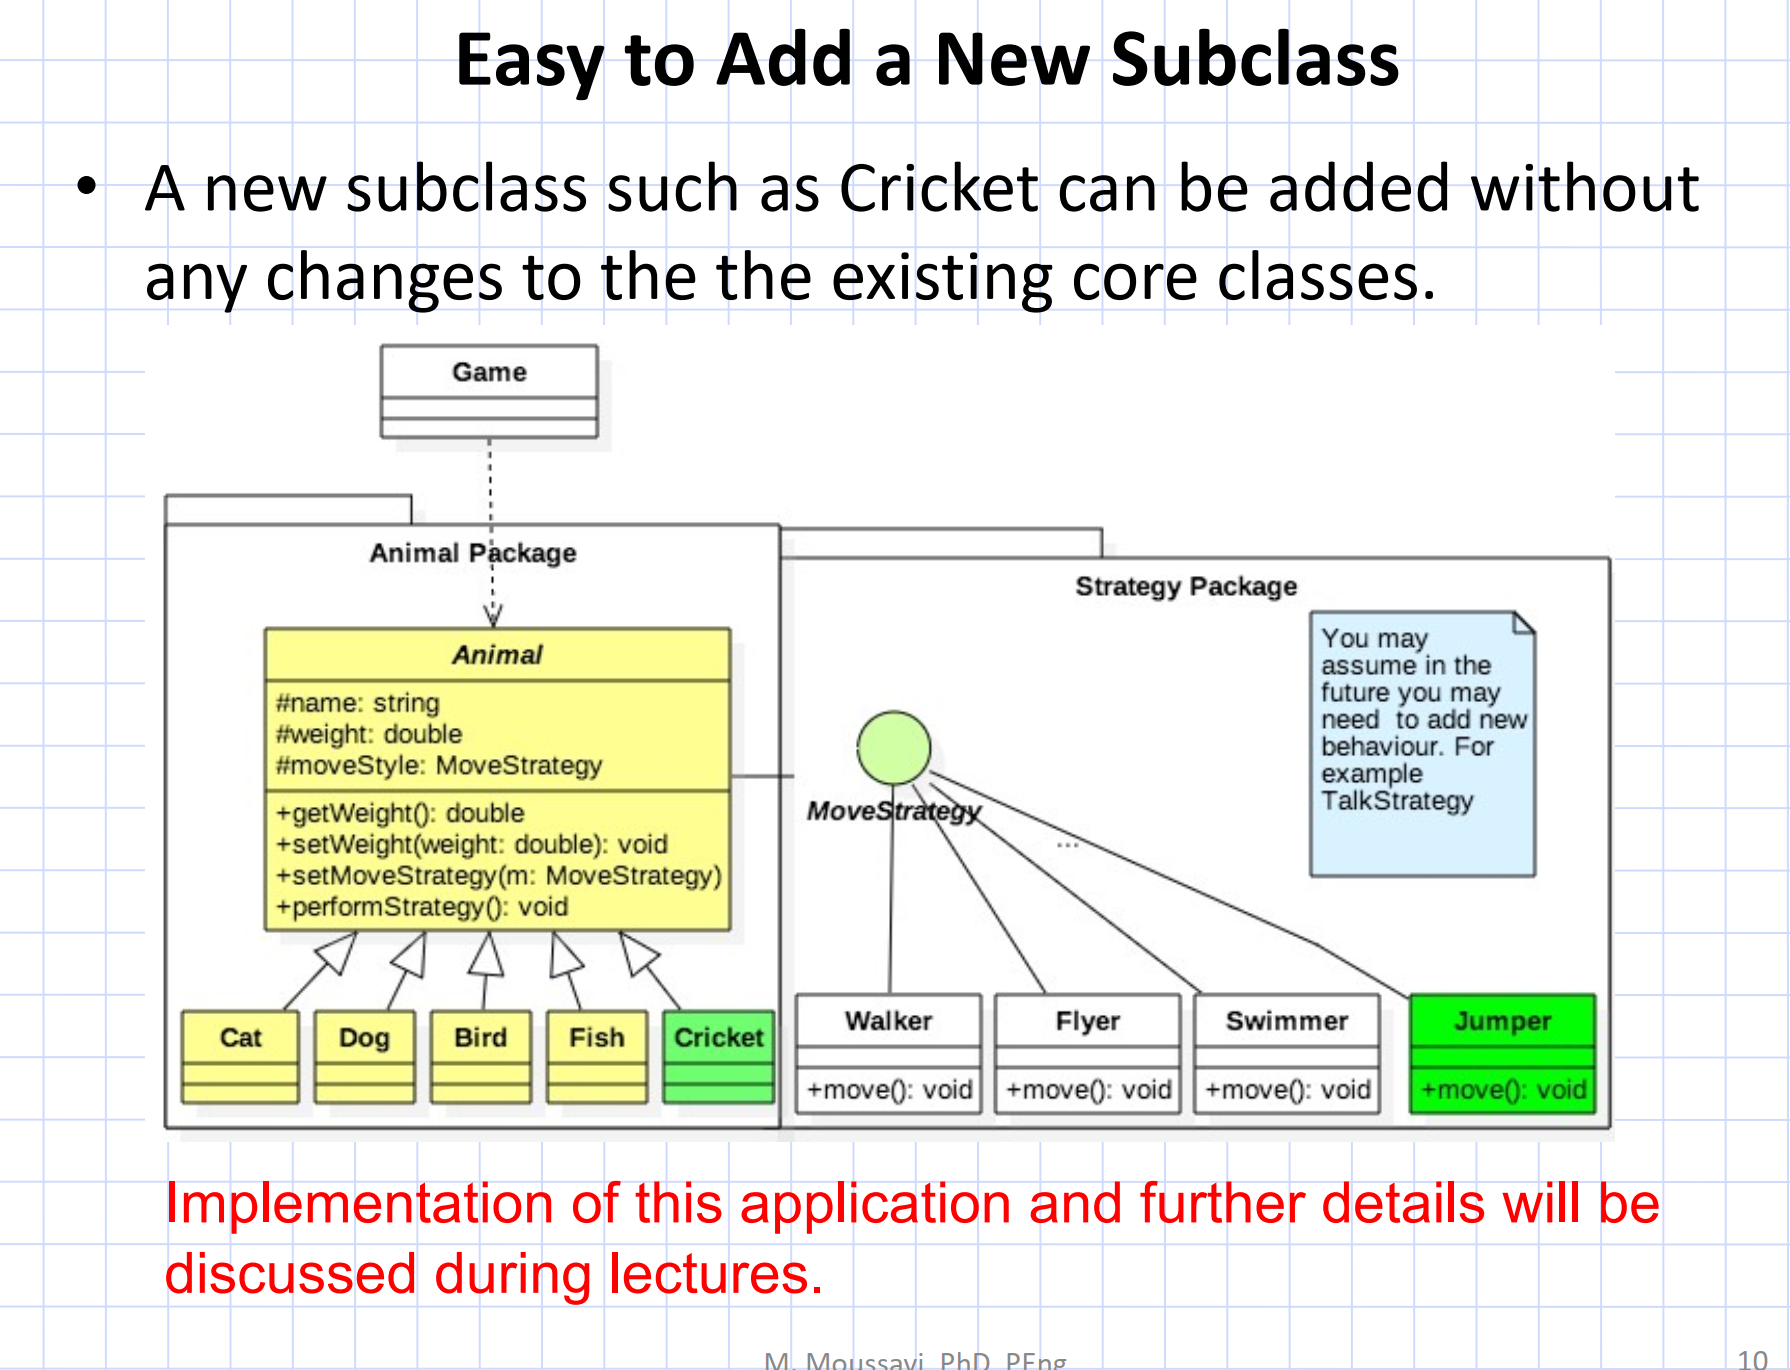 Easy to Add a New Subclass
• A new subclass such as Cricket can be added without
any changes to the the existing core classes.
Game
Animal Package
Animal
#name: string
#weight: double
#moveStyle: MoveStrategy
+getWeight(): double
+setWeight(weight: double): void
+setMoveStrategy(m: MoveStrategy)
+performStrategy(): void
Cat
Dog
Bird
Fish
Cricket
Strategy Package
You may
assume in the
future you may
need to add new
behaviour. For
example
TalkStrategy
MoveStrategy
...
Walker
+move(): void
Flyer
+move(): void
Swimmer
+move(): void
Jumper
+move(): void
Implementation of this application and further details will be
discussed during lectures.
M. Moussavi, PhD, PEng
10